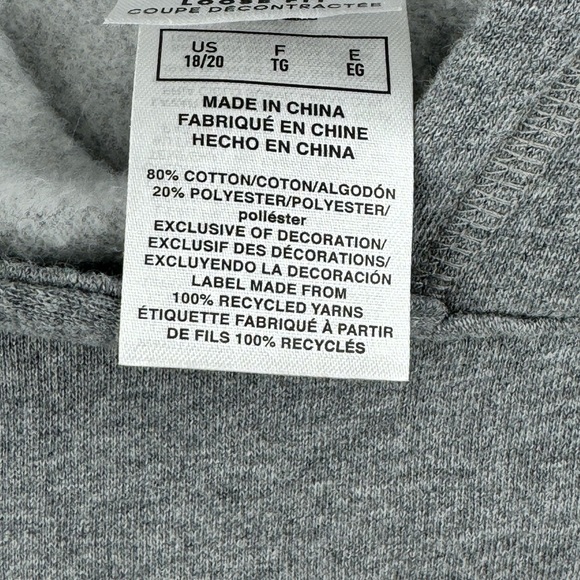 LOOSE FIT
COUPE DÉCONTRACTÉE
US F E
18/20 TG EG
MADE IN CHINA
FABRIQUÉ EN CHINE
HECHO EN CHINA
80% COTTON/COTON/ALGODÓN
20% POLYESTER/POLYESTER/
poliéster
EXCLUSIVE OF DECORATION/
EXCLUSIF DES DÉCORATIONS/
EXCLUYENDO LA DECORACIÓN
LABEL MADE FROM
100% RECYCLED YARNS
ÉTIQUETTE FABRIQUÉ À PARTIR
DE FILS 100% RECYCLÉS